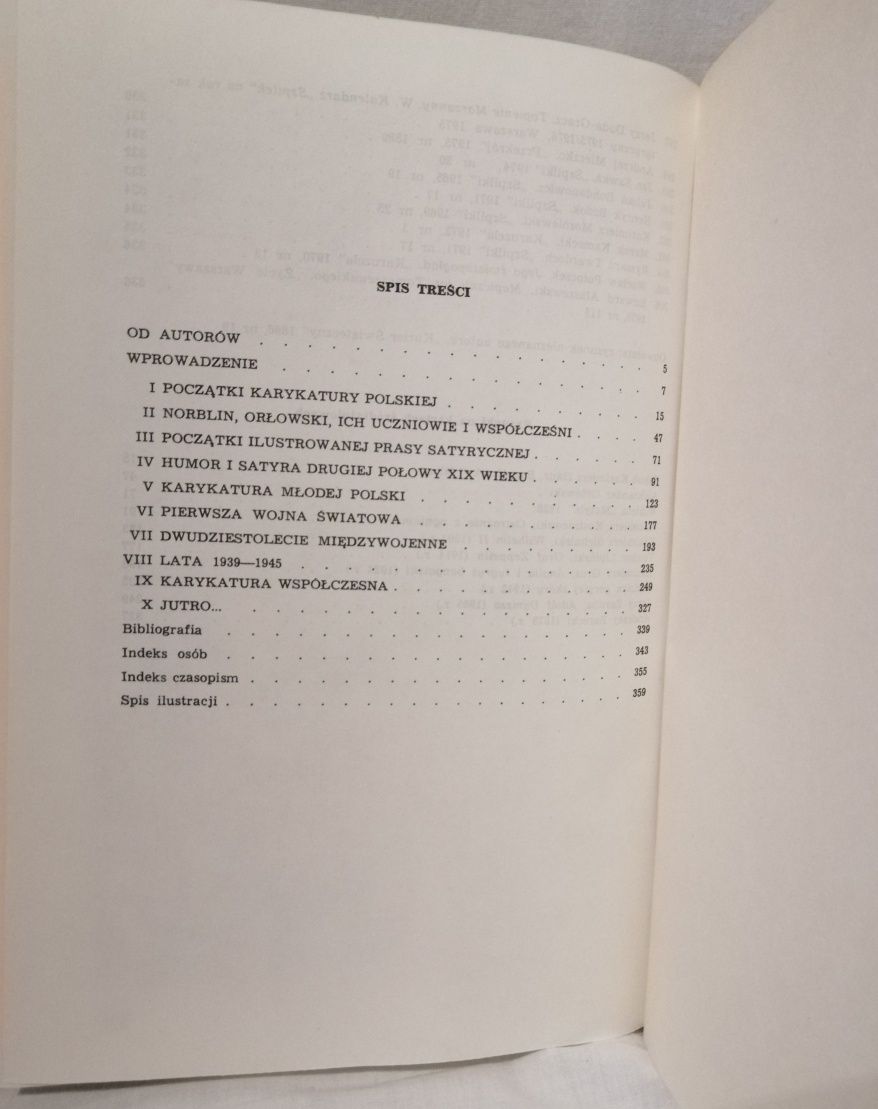 SPIS TREŚCI
OD AUTORÓW . . . . . . . . . . . . . . 5
WPROWADZENIE . . . . . . . . . . . . . 7
I POCZĄTKI KARYKATURY POLSKIEJ . . . . . . . 15
II NORBLIN, ORŁOWSKI, ICH UCZNIOWIE I WSPÓŁCZEŚNI . . . 47
III POCZĄTKI ILUSTROWANEJ PRASY SATYRYCZNEJ . . . . . 71
IV HUMOR I SATYRA DRUGIEJ POŁOWY XIX WIEKU . . . . . 91
V KARYKATURA MŁODEJ POLSKI . . . . . . . . 123
VI PIERWSZA WOJNA ŚWIATOWA . . . . . . . . 177
VII DWUDZIESTOLECIE MIĘDZYWOJENNE . . . . . . 193
VIII LATA 1939—1945 . . . . . . . . . . . . 235
IX KARYKATURA WSPÓŁCZESNA . . . . . . . . . 249
X JUTRO... . . . . . . . . . . . . . . 327
Bibliografia . . . . . . . . . . . . . . . 339
Indeks osób . . . . . . . . . . . . . . . 343
Indeks czasopism . . . . . . . . . . . . . . 355
Spis ilustracji . . . . . . . . . . . . . . . 359